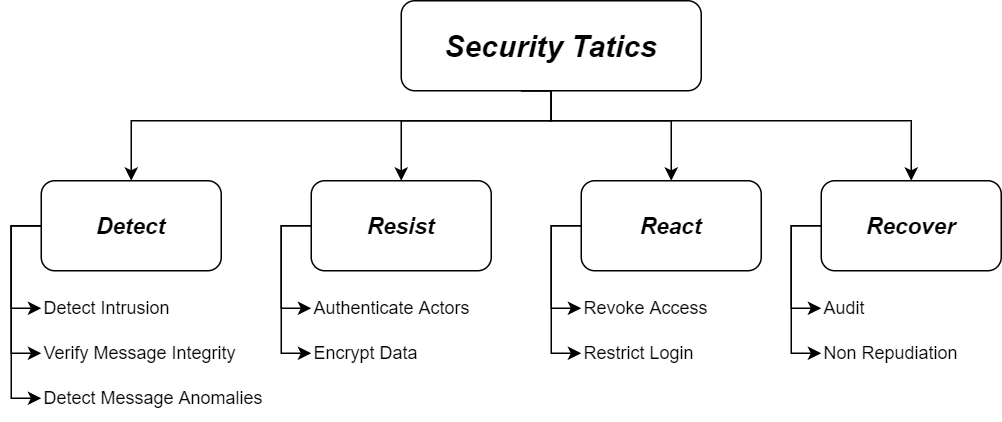 Security Tatics
Detect
Resist
React
Recover
Detect Intrusion
Verify Message Integrity
Detect Message Anomalies
Authenticate Actors
Encrypt Data
Revoke Access
Restrict Login
Audit
Non Repudiation